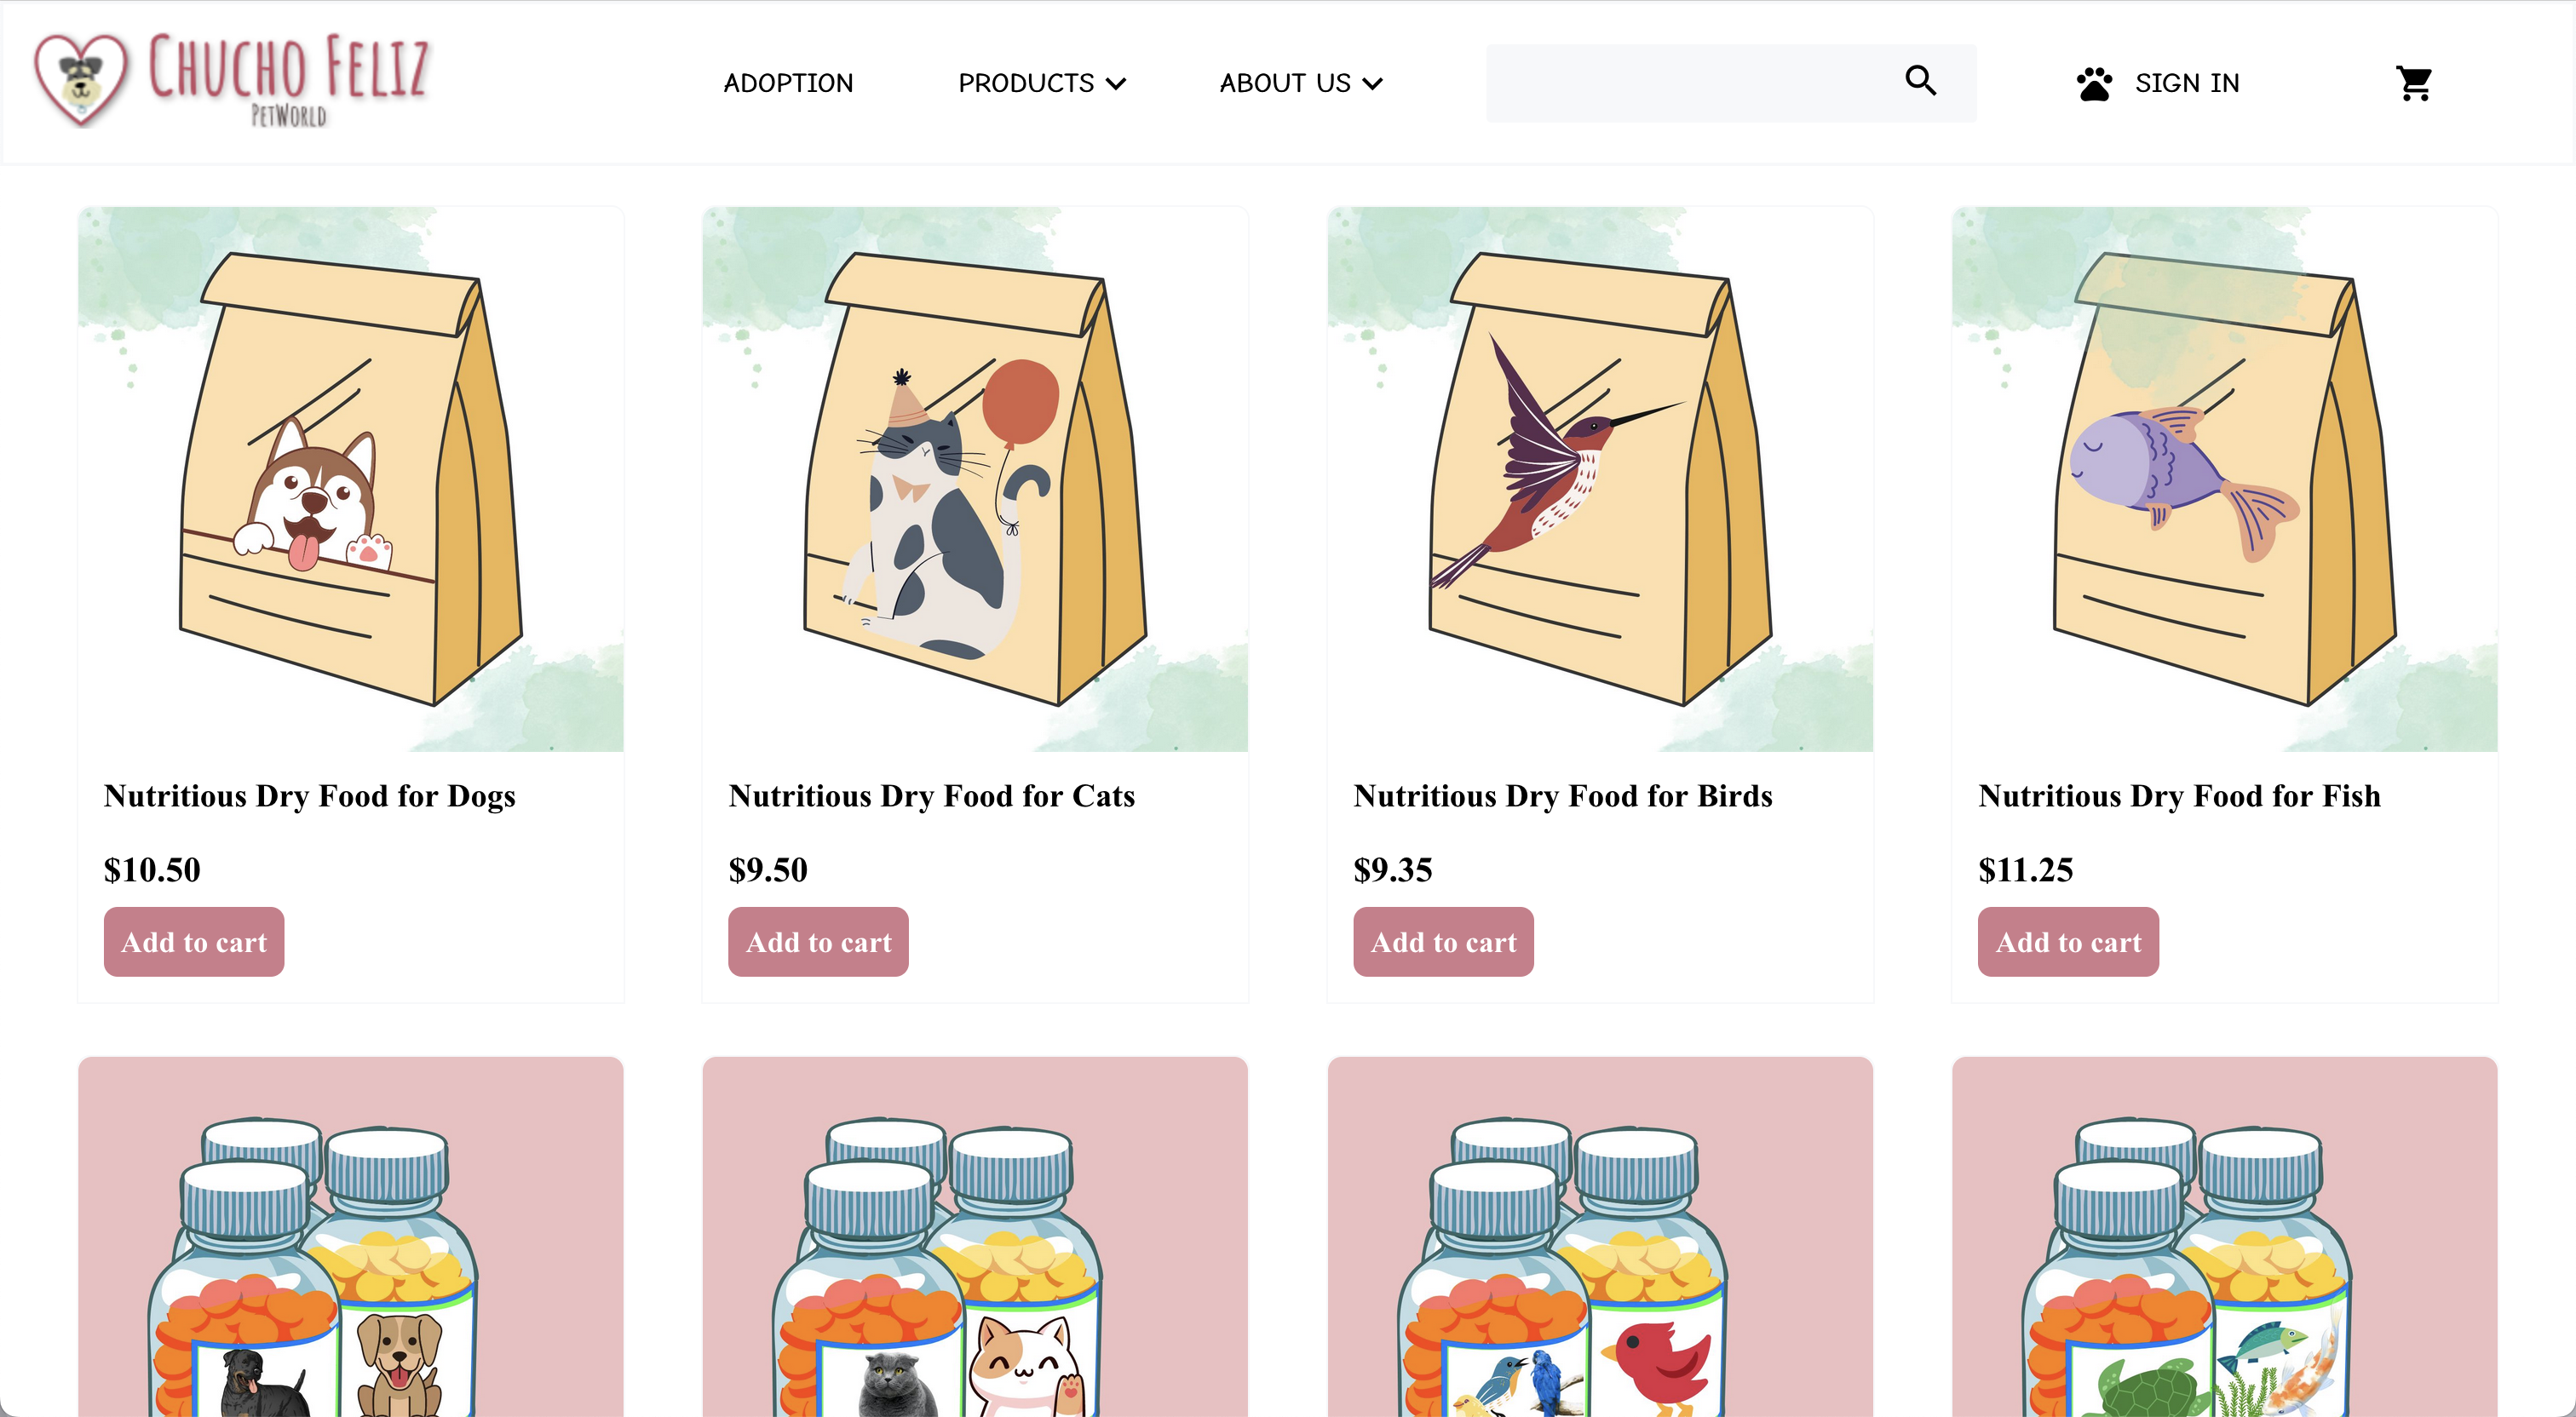 CHUCHO FELIZ
PETWORLD
ADOPTION
PRODUCTS
ABOUT US
SIGN IN
Nutritious Dry Food for Dogs
$10.50
Add to cart
Nutritious Dry Food for Cats
$9.50
Add to cart
Nutritious Dry Food for Birds
$9.35
Add to cart
Nutritious Dry Food for Fish
$11.25
Add to cart